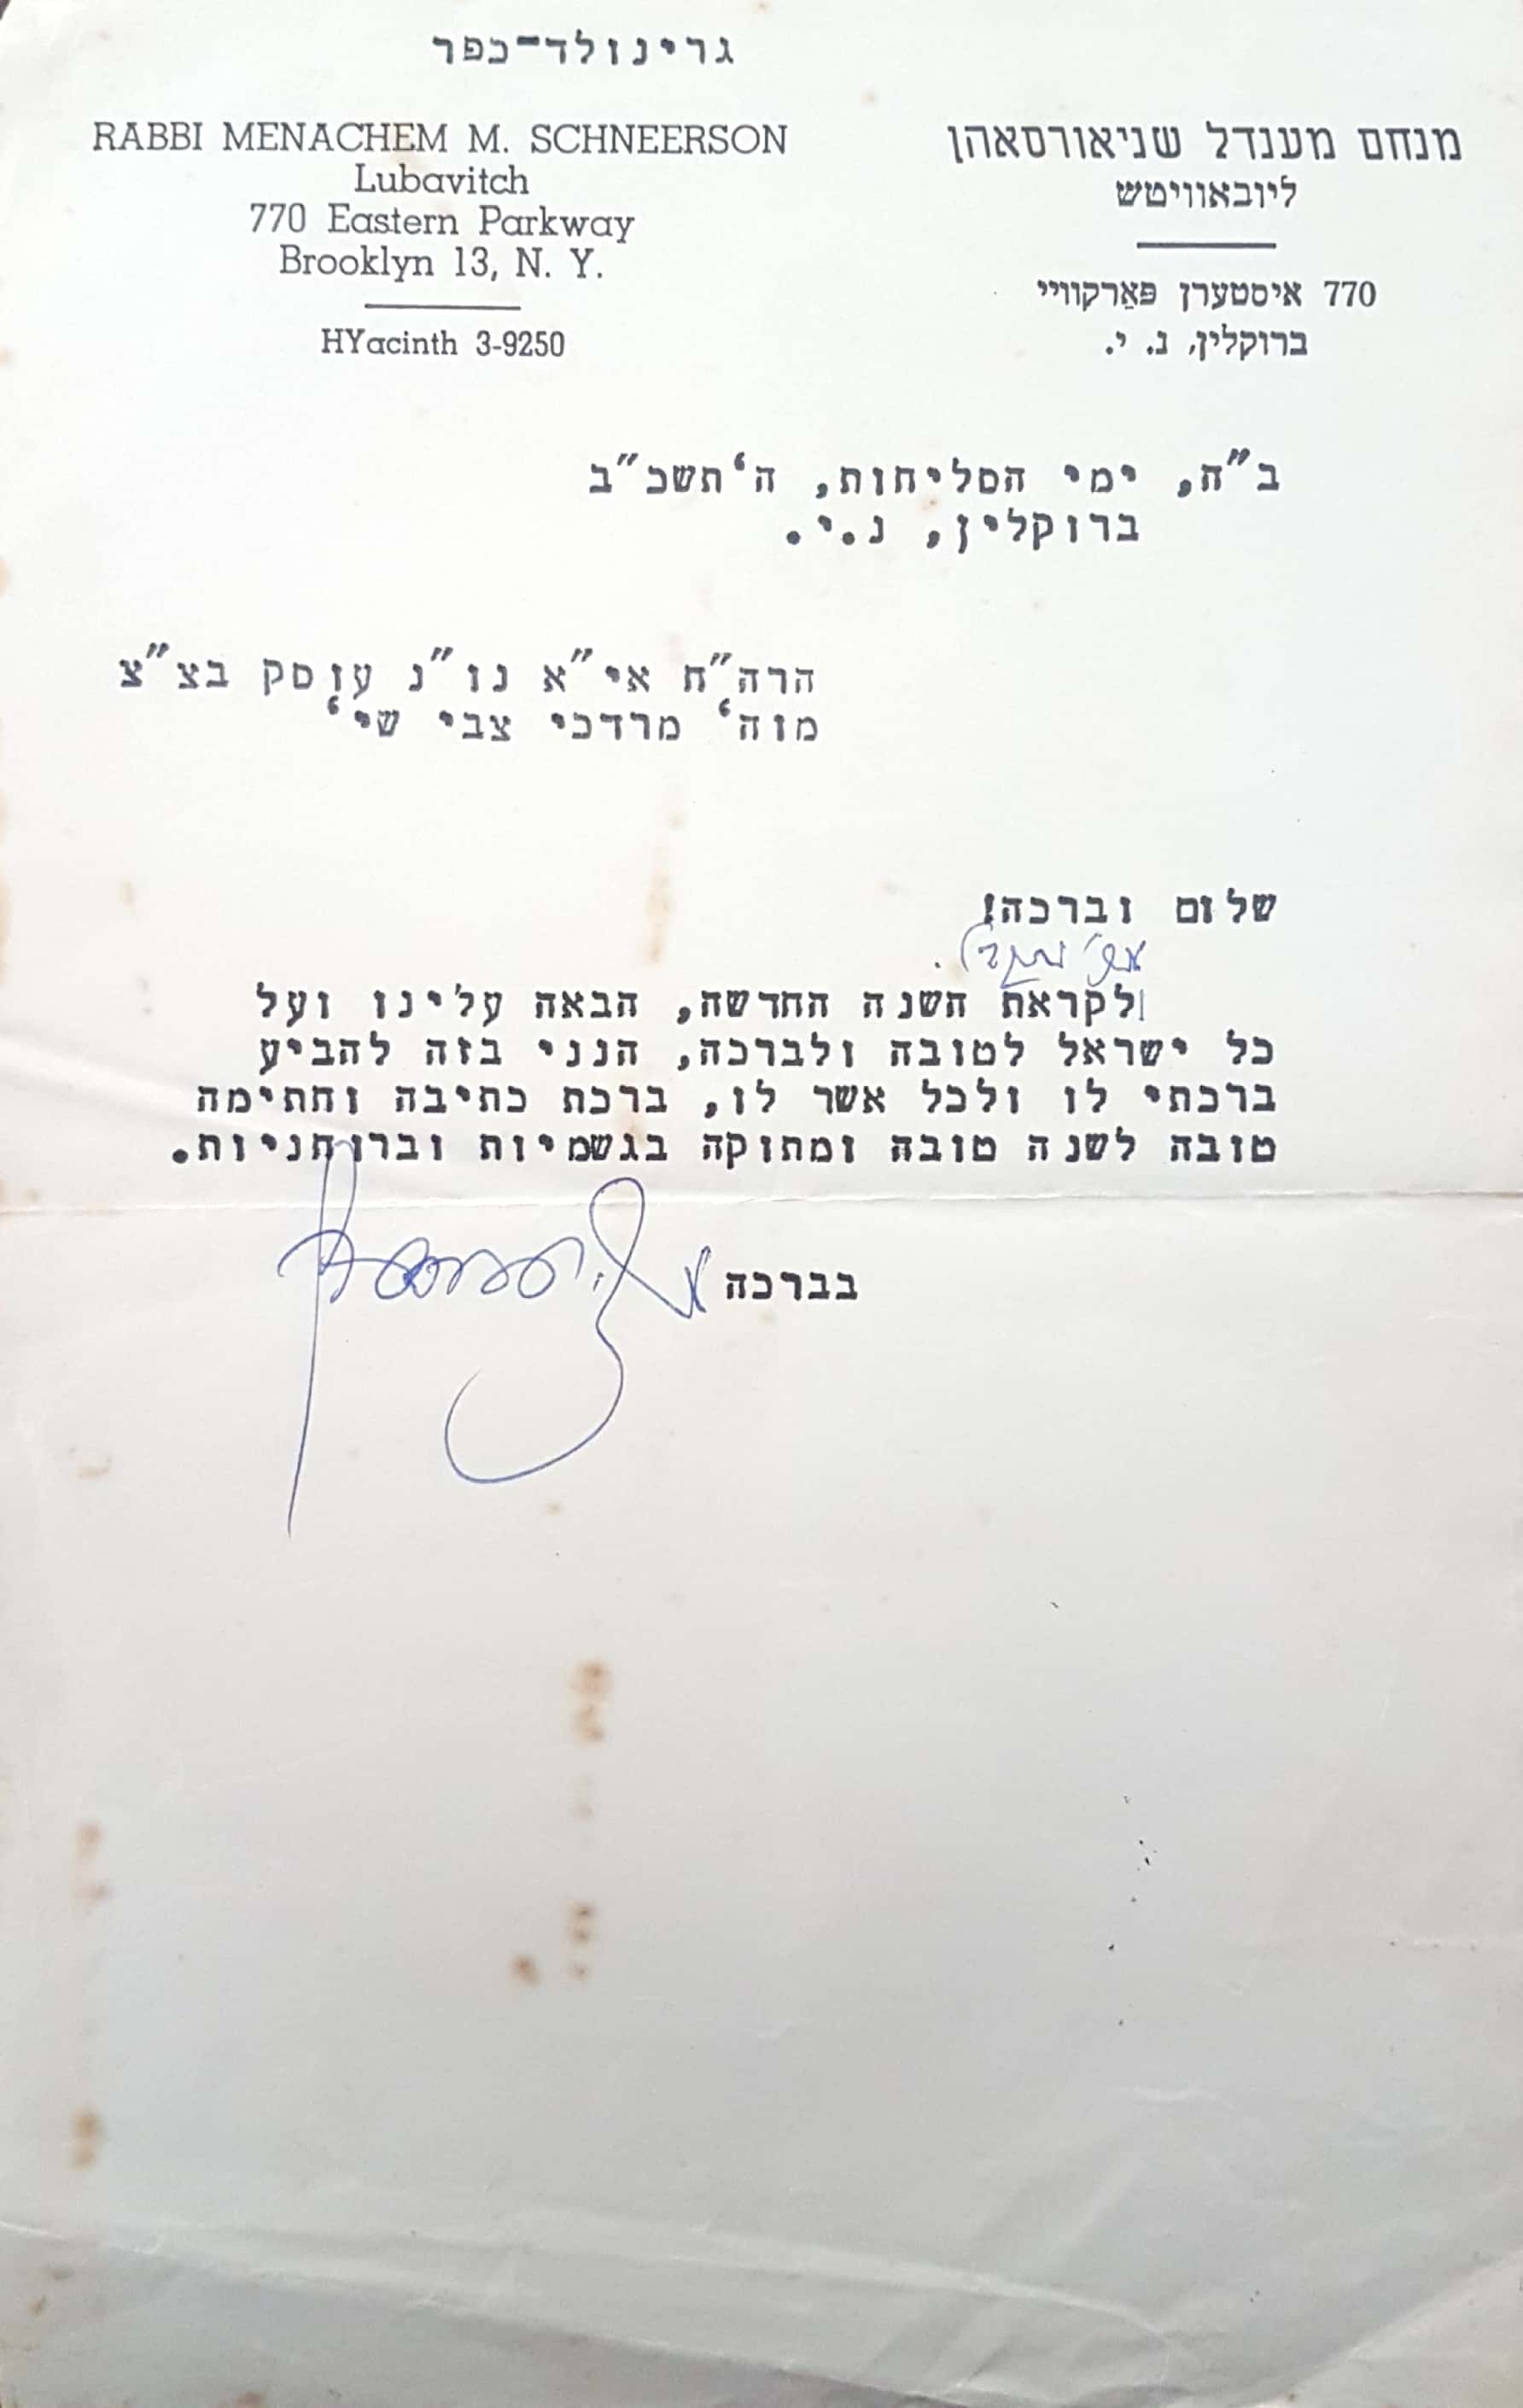 גרינולד-כפר
RABBI MENACHEM M. SCHNEERSON
Lubavitch
770 Eastern Parkway
Brooklyn 13, N. Y.
HYacinth 3-9250
מנחם מענדל שניאורסאהן
ליובאוויטש
770 איסטערן פּאַרקוויי
ברוקלין, נ. י.
ב"ה, ימי הסליחות, ה'תשכ"ב
ברוקלין, נ.י.
הרה"ח אי"א נו"נ עוסק בצ"צ
מוה' מרדכי צבי שי'
שלום וברכה!
לקראת השנה החדשה, הבאה עלינו ועל
כל ישראל לטובה ולברכה, הנני בזה להביע
ברכתי לו ולכל אשר לו, ברכת כתיבה וחתימה
טובה לשנה טובה ומתוקה בגשמיות וברוחניות.
בברכה